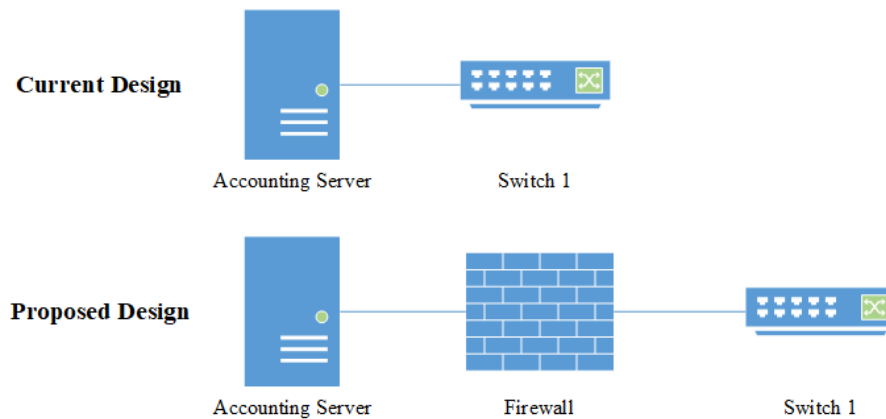 Current Design
Accounting Server
Switch 1
Proposed Design
Accounting Server
Firewall
Switch 1